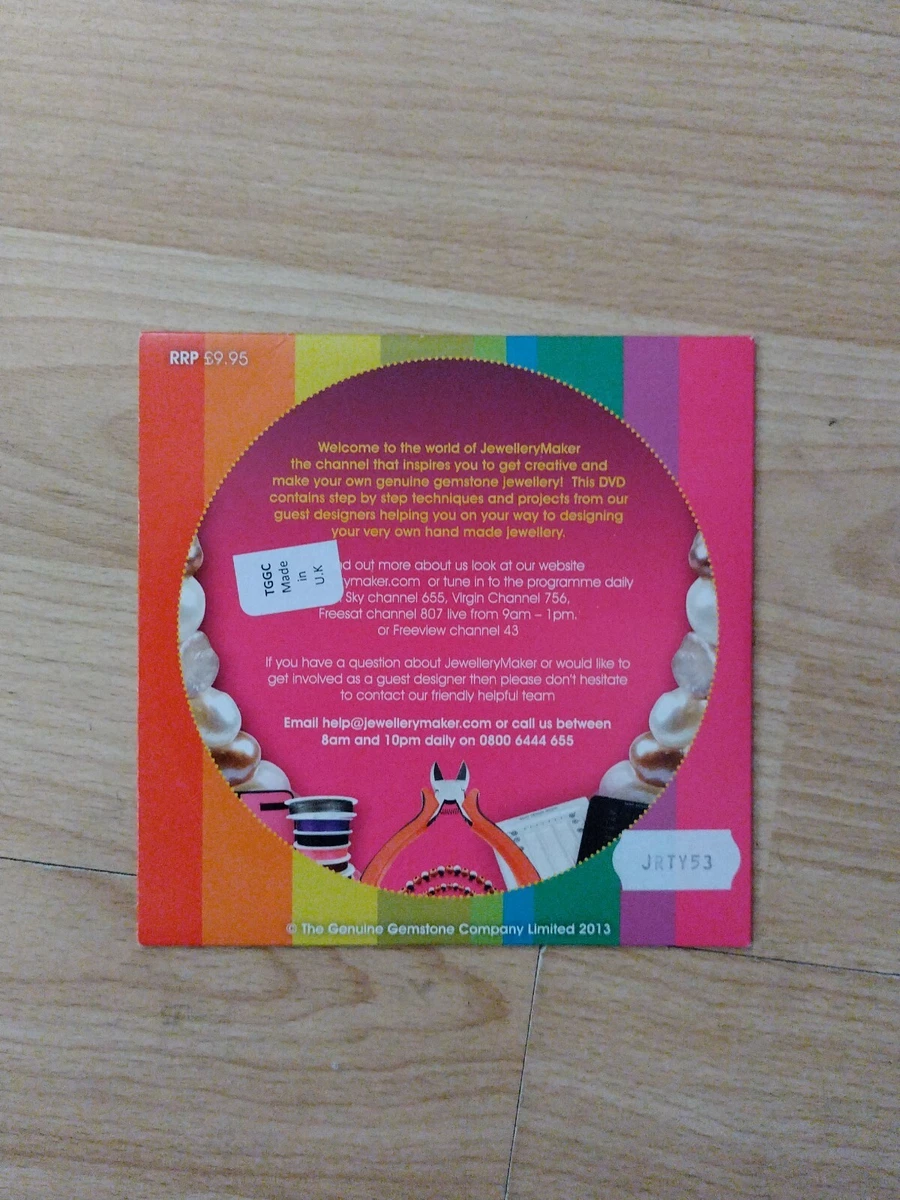 RRP £9.95
Welcome to the world of JewelleryMaker
the channel that inspires you to get creative and
make your own genuine gemstone jewellery! This DVD
contains step by step techniques and projects from our
guest designers helping you on your way to designing
your very own hand made jewellery.
out more about us look at our website
or tune in to the programme daily
Sky channel 655, Virgin Channel 756,
Freesat channel 807 live from 9am – 1pm.
or Freeview channel 43
TGGC
Made
in
U.K
If you have a question about JewelleryMaker or would like to
get involved as a guest designer then please don't hesitate
to contact our friendly helpful team
Email help@jewellerymaker.com or call us between
8am and 10pm daily on 0800 6444 655
JRTY53
© The Genuine Gemstone Company Limited 2013